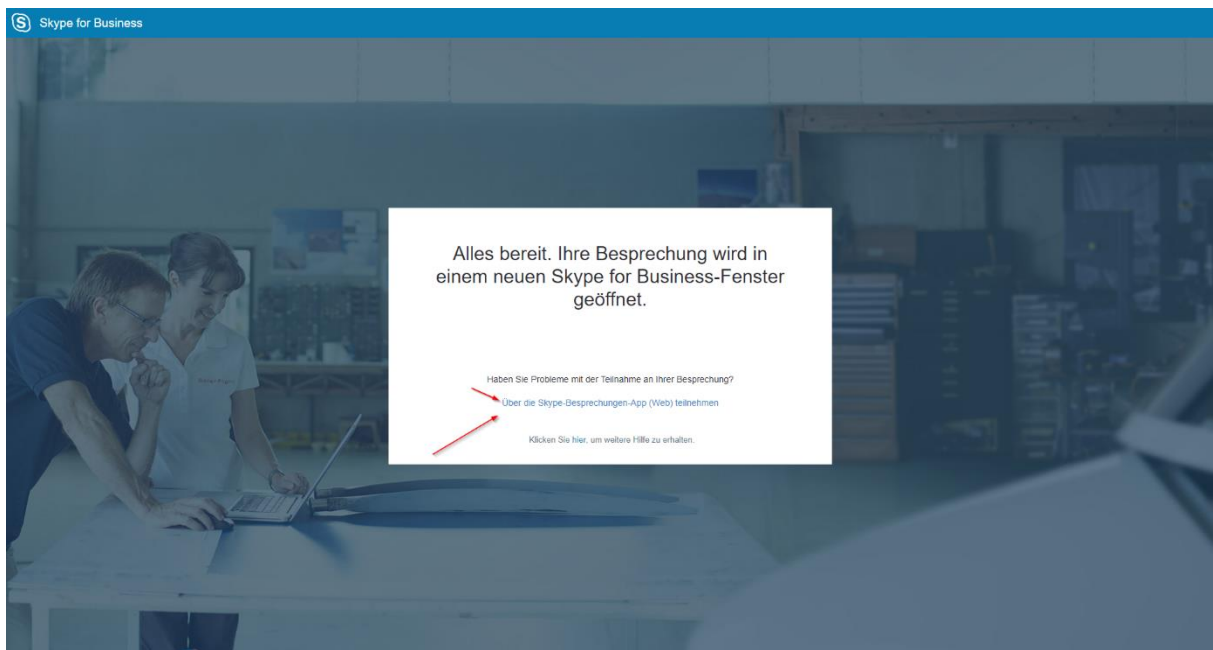 Skype for Business
Alles bereit. Ihre Besprechung wird in
einem neuen Skype for Business-Fenster
geöffnet.
Haben Sie Probleme mit der Teilnahme an Ihrer Besprechung?
Über die Skype-Besprechungen-App (Web) teilnehmen
Klicken Sie hier, um weitere Hilfe zu erhalten.